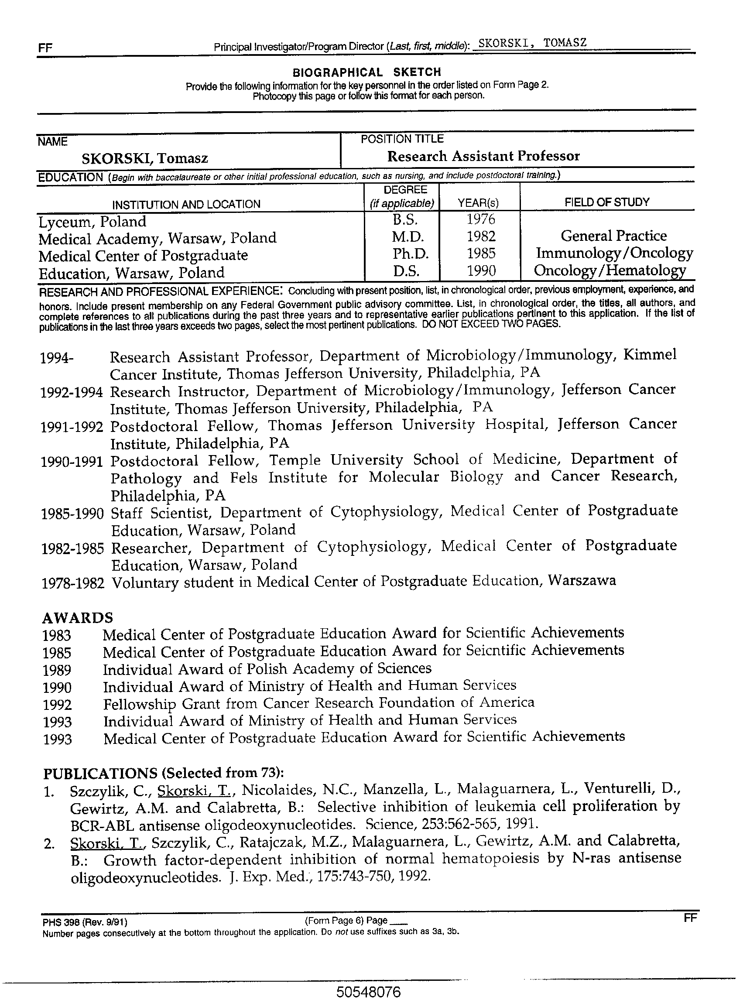 FF Principal Investigator/Program Director (Last, first, middle): SKORSKI, TOMASZ
BIOGRAPHICAL SKETCH
Provide the following information for the key personnel in the order listed on Form Page 2.
Photocopy this page or follow this format for each person.
NAME POSITION TITLE
SKORSKI, Tomasz Research Assistant Professor
EDUCATION (Begin with baccalaureate or other initial professional education, such as nursing, and include postdoctoral training.)
INSTITUTION AND LOCATION DEGREE (if applicable) YEAR(s) FIELD OF STUDY
Lyceum, Poland B.S. 1976
Medical Academy, Warsaw, Poland M.D. 1982 General Practice
Medical Center of Postgraduate Ph.D. 1985 Immunology/Oncology
Education, Warsaw, Poland D.S. 1990 Oncology/Hematology
RESEARCH AND PROFESSIONAL EXPERIENCE: Concluding with present position, list, in chronological order, previous employment, experience, and
honors. Include present membership on any Federal Government public advisory committee. List, in chronological order, the titles, all authors, and
complete references to all publications during the past three years and to representative earlier publications pertinent to this application. If the list of
publications in the last three years exceeds two pages, select the most pertinent publications. DO NOT EXCEED TWO PAGES.
1994- Research Assistant Professor, Department of Microbiology/Immunology, Kimmel
Cancer Institute, Thomas Jefferson University, Philadelphia, PA
1992-1994 Research Instructor, Department of Microbiology/Immunology, Jefferson Cancer
Institute, Thomas Jefferson University, Philadelphia, PA
1991-1992 Postdoctoral Fellow, Thomas Jefferson University Hospital, Jefferson Cancer
Institute, Philadelphia, PA
1990-1991 Postdoctoral Fellow, Temple University School of Medicine, Department of
Pathology and Fels Institute for Molecular Biology and Cancer Research,
Philadelphia, PA
1985-1990 Staff Scientist, Department of Cytophysiology, Medical Center of Postgraduate
Education, Warsaw, Poland
1982-1985 Researcher, Department of Cytophysiology, Medical Center of Postgraduate
Education, Warsaw, Poland
1978-1982 Voluntary student in Medical Center of Postgraduate Education, Warszawa
AWARDS
1983 Medical Center of Postgraduate Education Award for Scientific Achievements
1985 Medical Center of Postgraduate Education Award for Seicntific Achievements
1989 Individual Award of Polish Academy of Sciences
1990 Individual Award of Ministry of Health and Human Services
1992 Fellowship Grant from Cancer Research Foundation of America
1993 Individual Award of Ministry of Health and Human Services
1993 Medical Center of Postgraduate Education Award for Scientific Achievements
PUBLICATIONS (Selected from 73):
1. Szczylik, C., Skorski, T., Nicolaides, N.C., Manzella, L., Malaguarnera, L., Venturelli, D.,
Gewirtz, A.M. and Calabretta, B.: Selective inhibition of leukemia cell proliferation by
BCR-ABL antisense oligodeoxynucleotides. Science, 253:562-565, 1991.
2. Skorski, T., Szczylik, C., Ratajczak, M.Z., Malaguarnera, L., Gewirtz, A.M. and Calabretta,
B.: Growth factor-dependent inhibition of normal hematopoiesis by N-ras antisense
oligodeoxynucleotides. J. Exp. Med., 175:743-750, 1992.
PHS 398 (Rev. 9/91) (Form Page 6) Page ____ FF
Number pages consecutively at the bottom throughout the application. Do not use suffixes such as 3a, 3b.
50548076